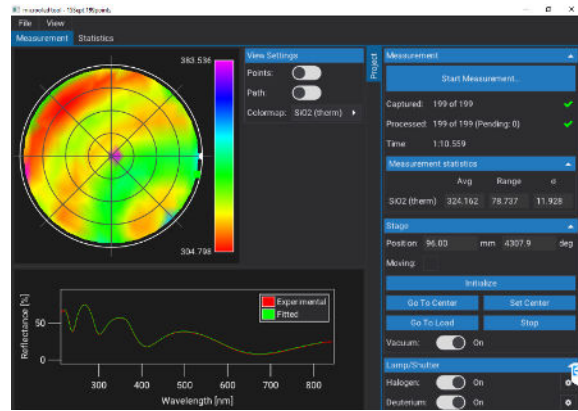 File View
Measurement Statistics
383.536
304.798
View Settings
Points:
Path:
Colormap: SiO2 (therm)
Project
Measurement
Start Measurement..
Captured: 199 of 199
Processed: 199 of 199 (Pending: 0)
Time 1:10.559
Measurement statistics
Avg Range σ
SiO2 (therm) 324.162 78.737 11.928
Stage
Position 96.00 mm 4307.9 deg
Moving:
Initialize
Go To Center Set Center
Go To Load Stop
Vacuum: On
Lamp/Shutter
Halogen: On
Deuterium: On
Reflectance [%]
50
0
Experimental
Fitted
300 400 500 600 700 800
Wavelength [nm]